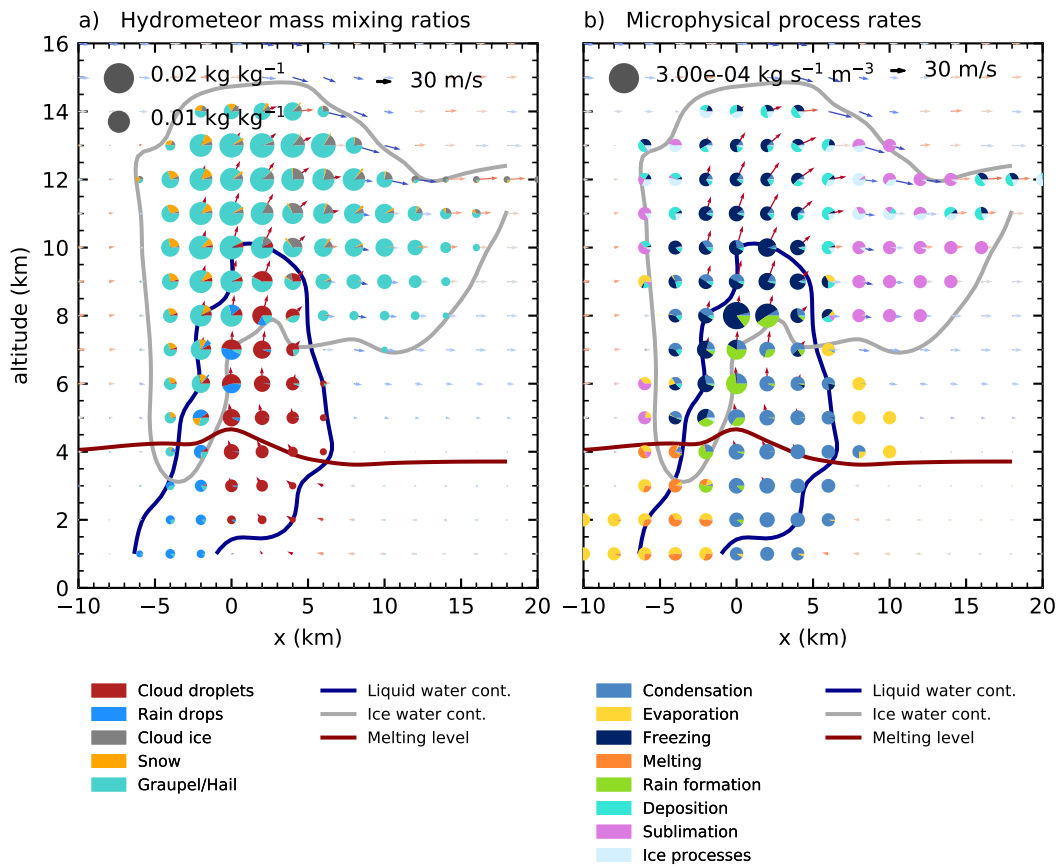 a) Hydrometeor mass mixing ratios
b) Microphysical process rates
0.02 kg kg⁻¹
30 m/s
0.01 kg kg⁻¹
3.00e-04 kg s⁻¹ m⁻³
30 m/s
altitude (km)
16
14
12
10
8
6
4
2
0
−10 −5 0 5 10 15 20
x (km)
−10 −5 0 5 10 15 20
x (km)
Cloud droplets
Rain drops
Cloud ice
Snow
Graupel/Hail
Liquid water cont.
Ice water cont.
Melting level
Condensation
Evaporation
Freezing
Melting
Rain formation
Deposition
Sublimation
Ice processes
Liquid water cont.
Ice water cont.
Melting level